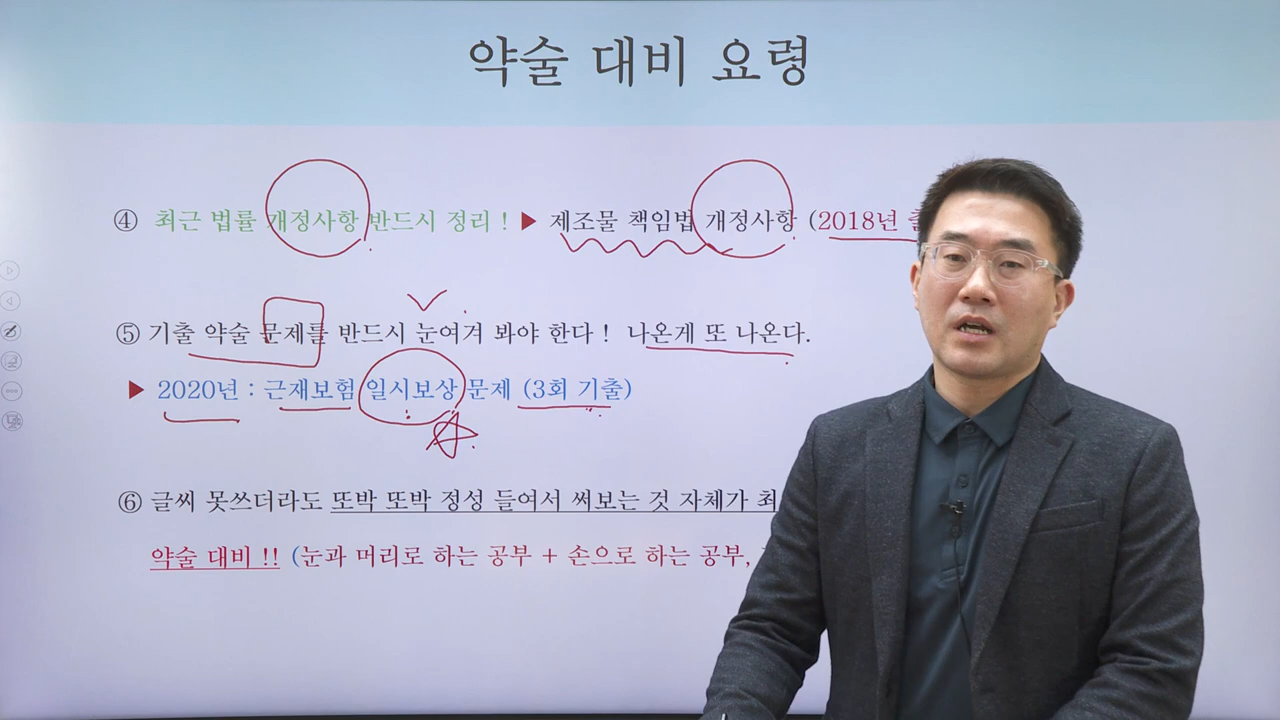 약술 대비 요령
④ 최근 법률 개정사항 반드시 정리 ! ▶ 제조물 책임법 개정사항 (2018년
⑤ 기출 약술 문제를 반드시 눈여겨 봐야 한다 ! 나온게 또 나온다.
▶ 2020년 : 근재보험 일시보상 문제 (3회 기출)
⑥ 글씨 못쓰더라도 또박 또박 정성 들여서 써보는 것 자체가 최
약술 대비 !! (눈과 머리로 하는 공부 + 손으로 하는 공부,